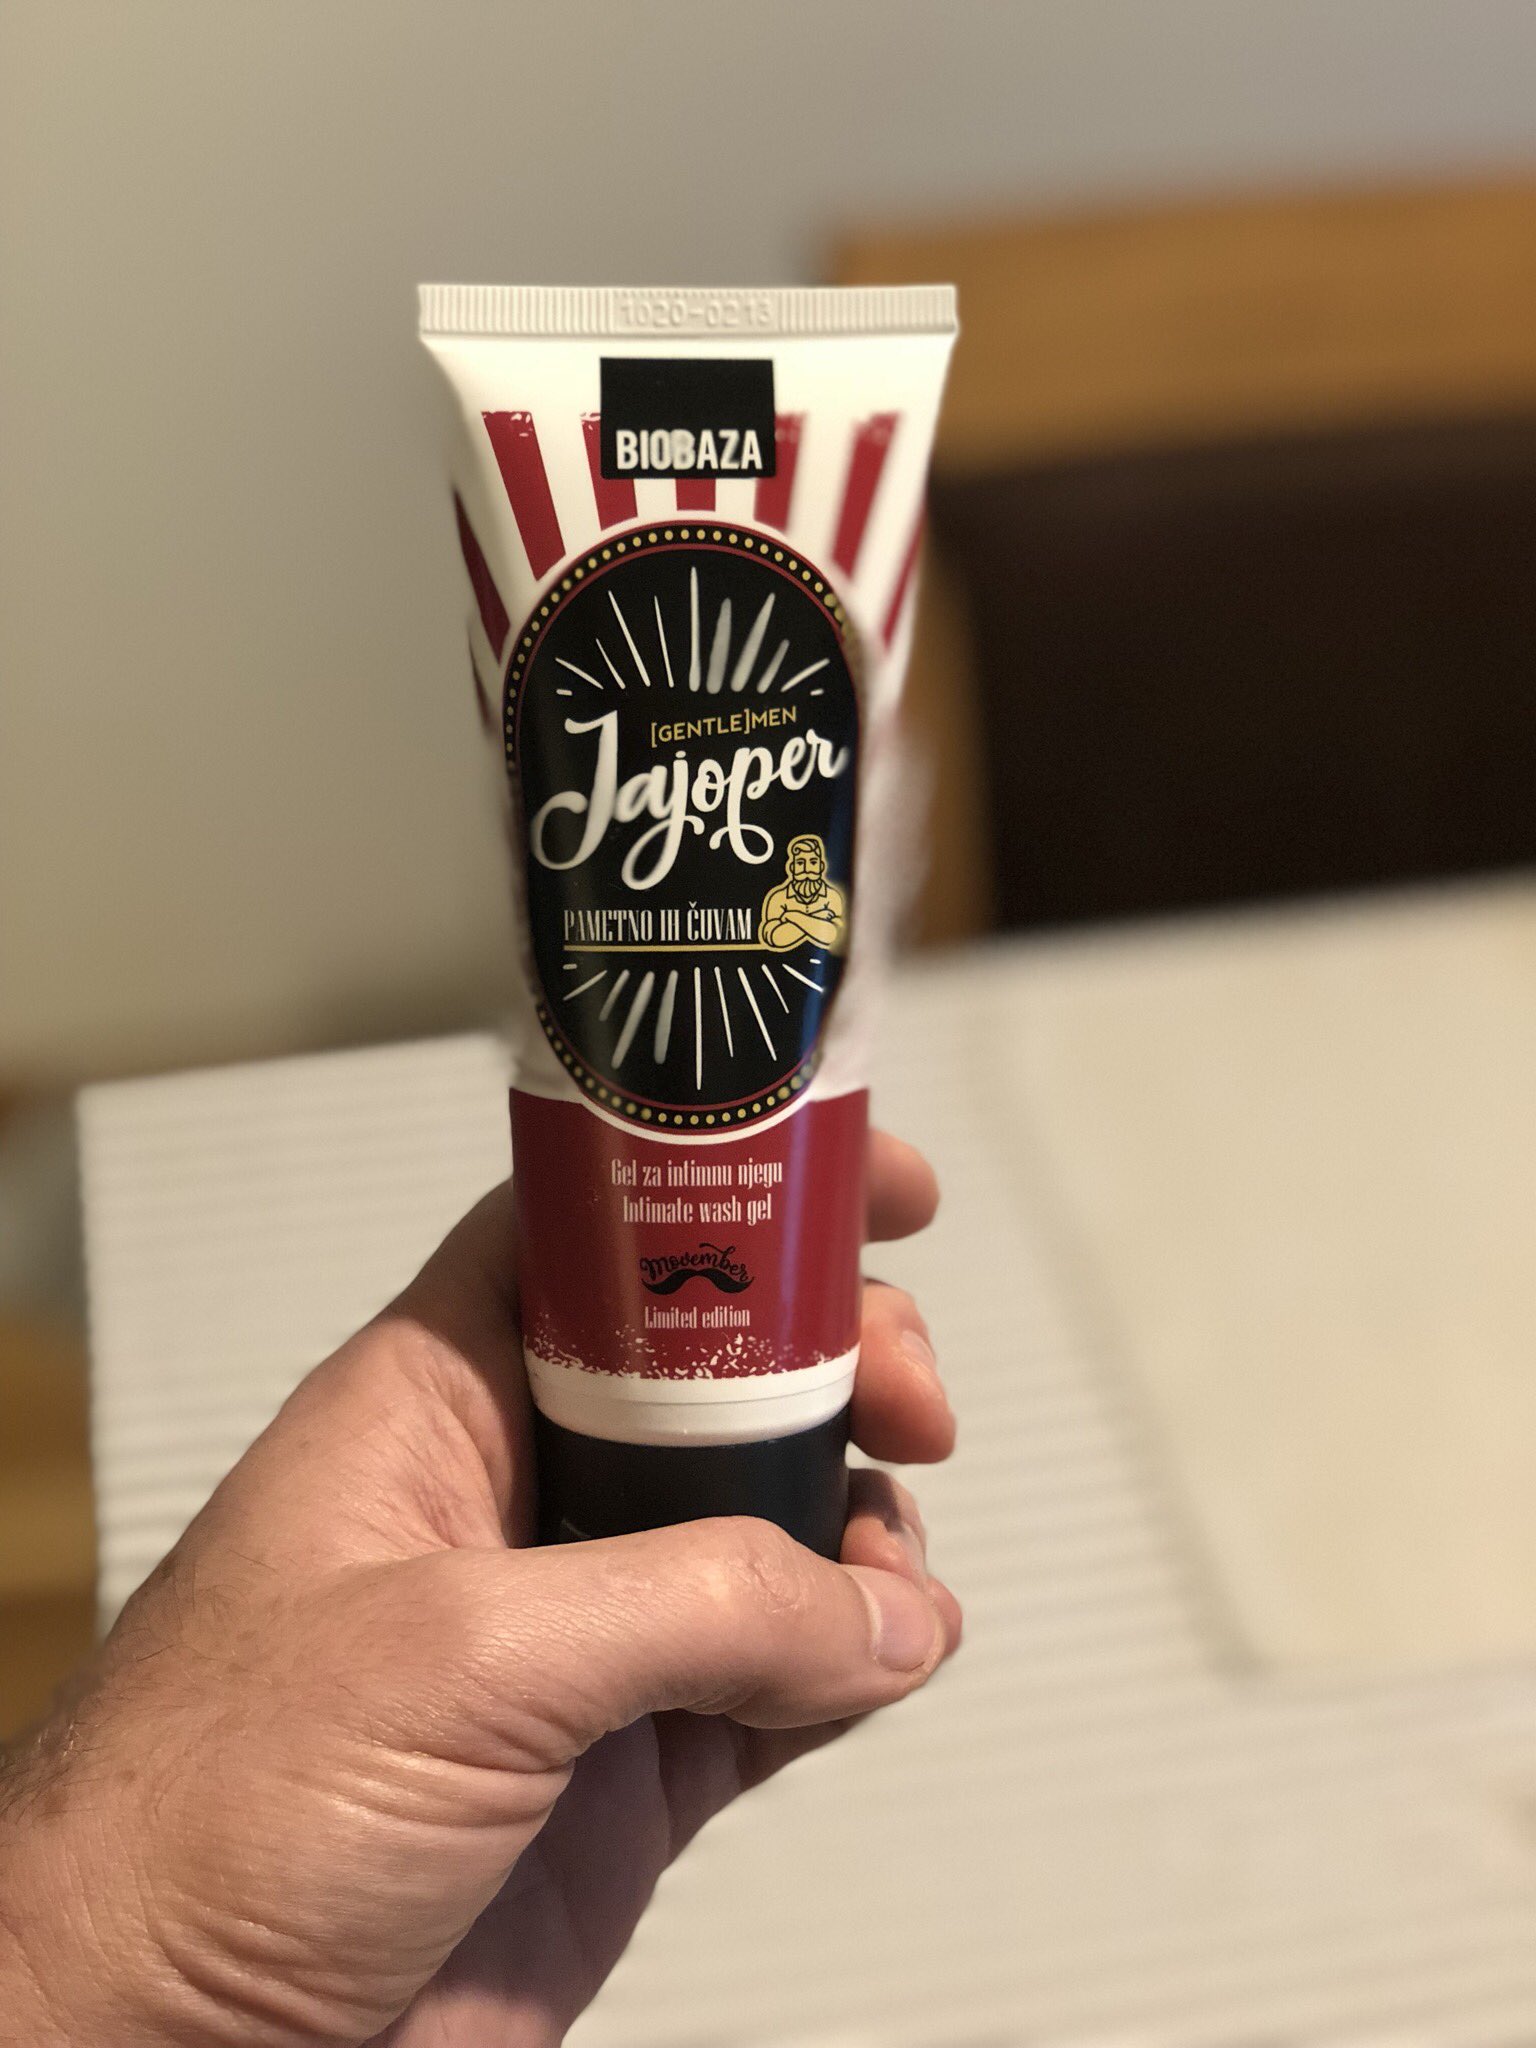 1020-0213
BIOBAZA
[GENTLE]MEN
Jajoper
PAMETNO IH ČUVAM
Gel za intimnu njegu
Intimate wash gel
Movember
Limited edition